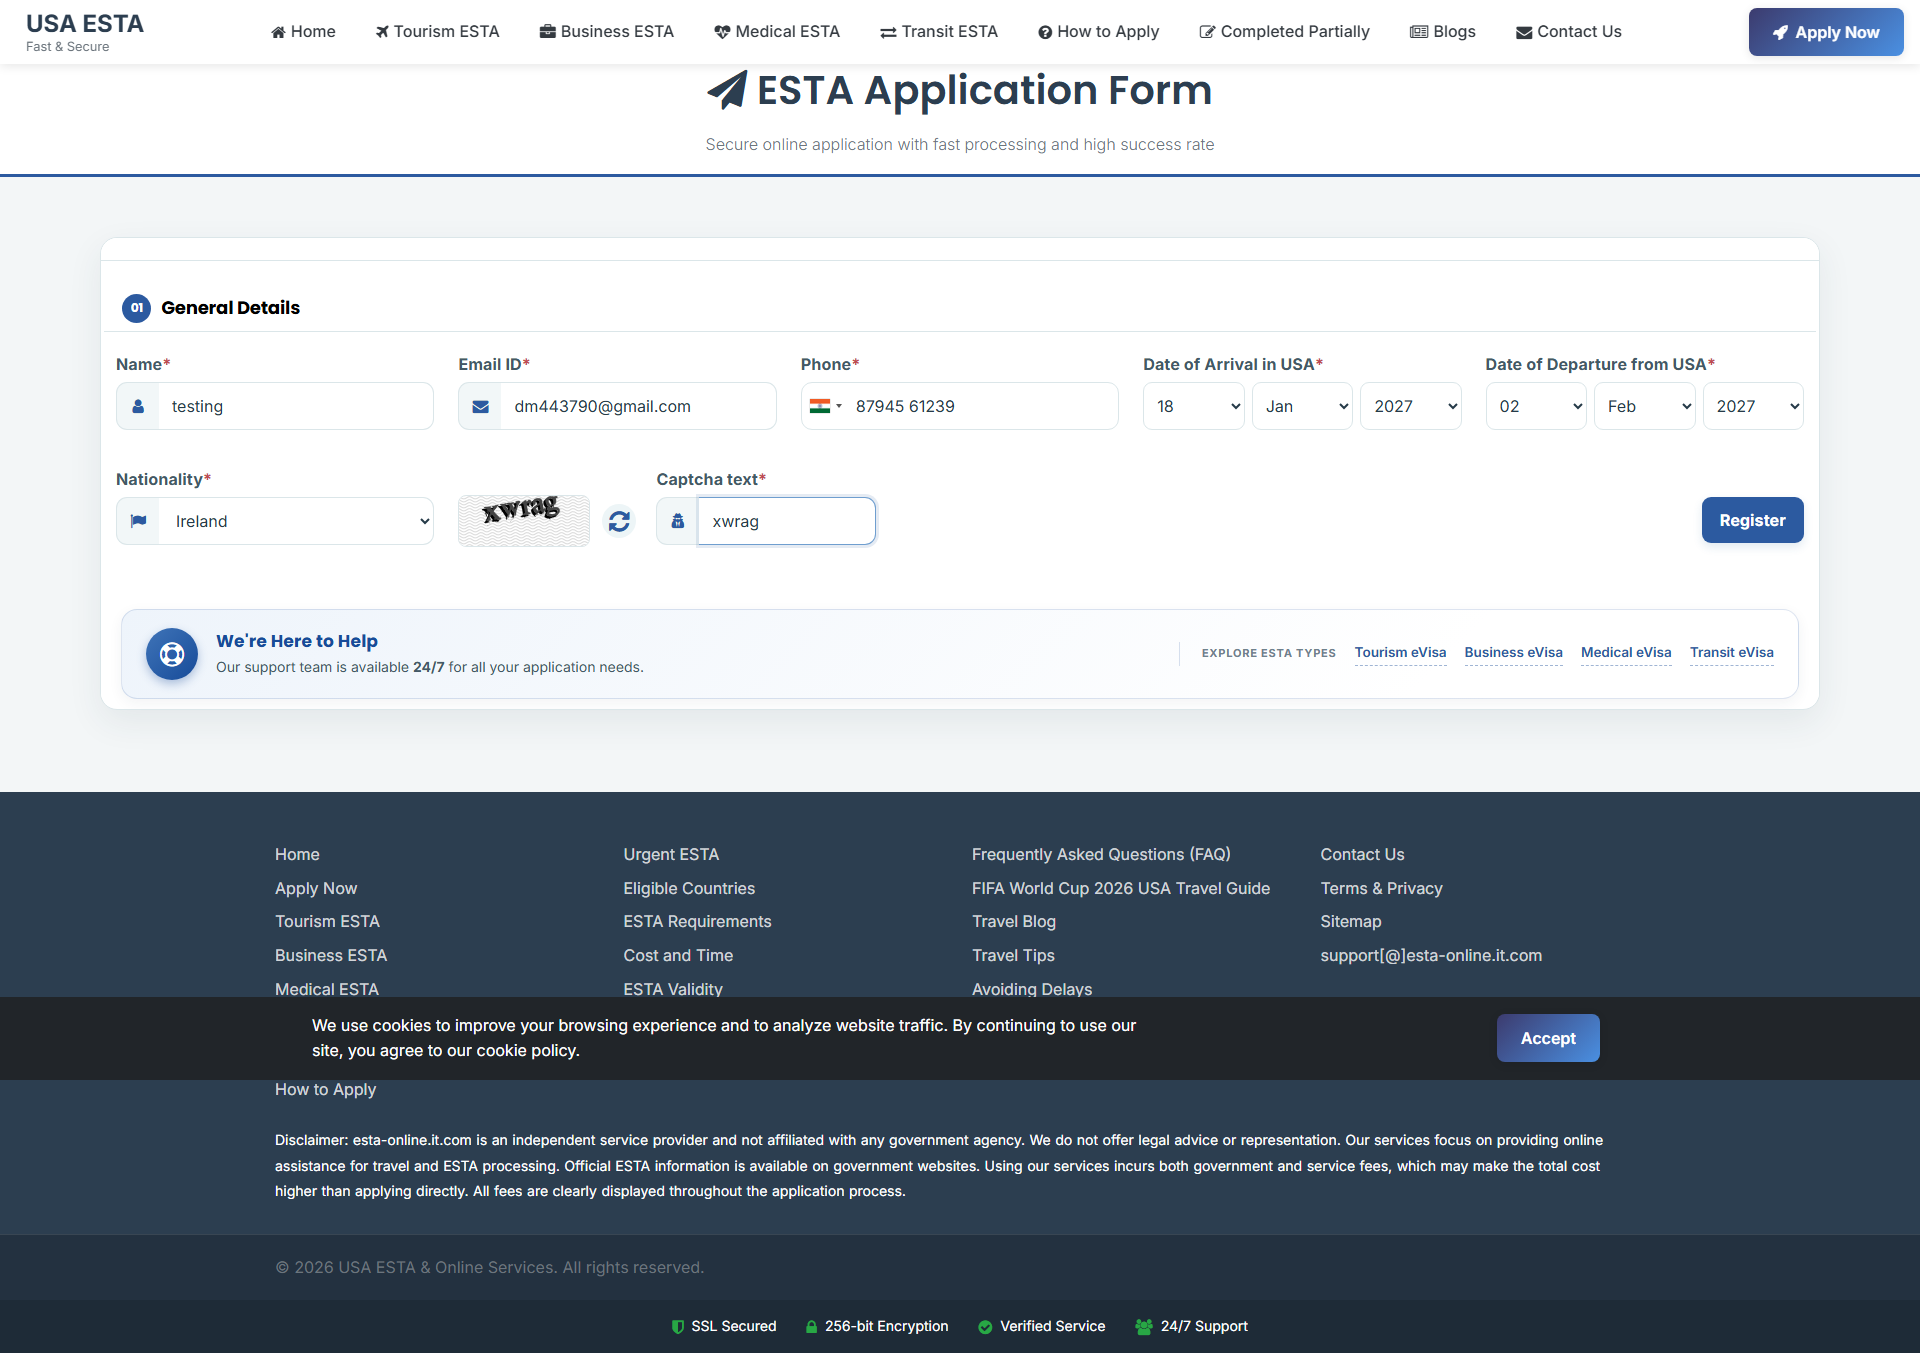 USA ESTA
Fast & Secure
Home
Tourism ESTA
Business ESTA
Medical ESTA
Transit ESTA
How to Apply
Completed Partially
Blogs
Contact Us
Apply Now
ESTA Application Form
Secure online application with fast processing and high success rate
01 General Details
Name*
Email ID*
Phone*
Date of Arrival in USA*
Date of Departure from USA*
testing
dm443790@gmail.com
87945 61239
18 Jan 2027
02 Feb 2027
Nationality*
Captcha text*
Ireland
xwrag
xwrag
Register
We're Here to Help
Our support team is available 24/7 for all your application needs.
EXPLORE ESTA TYPES
Tourism eVisa
Business eVisa
Medical eVisa
Transit eVisa
Home
Apply Now
Tourism ESTA
Business ESTA
Medical ESTA
Urgent ESTA
Eligible Countries
ESTA Requirements
Cost and Time
ESTA Validity
Frequently Asked Questions (FAQ)
FIFA World Cup 2026 USA Travel Guide
Travel Blog
Travel Tips
Avoiding Delays
Contact Us
Terms & Privacy
Sitemap
support[@]esta-online.it.com
We use cookies to improve your browsing experience and to analyze website traffic. By continuing to use our
site, you agree to our cookie policy.
Accept
How to Apply
Disclaimer: esta-online.it.com is an independent service provider and not affiliated with any government agency. We do not offer legal advice or representation. Our services focus on providing online
assistance for travel and ESTA processing. Official ESTA information is available on government websites. Using our services incurs both government and service fees, which may make the total cost
higher than applying directly. All fees are clearly displayed throughout the application process.
© 2026 USA ESTA & Online Services. All rights reserved.
SSL Secured
256-bit Encryption
Verified Service
24/7 Support